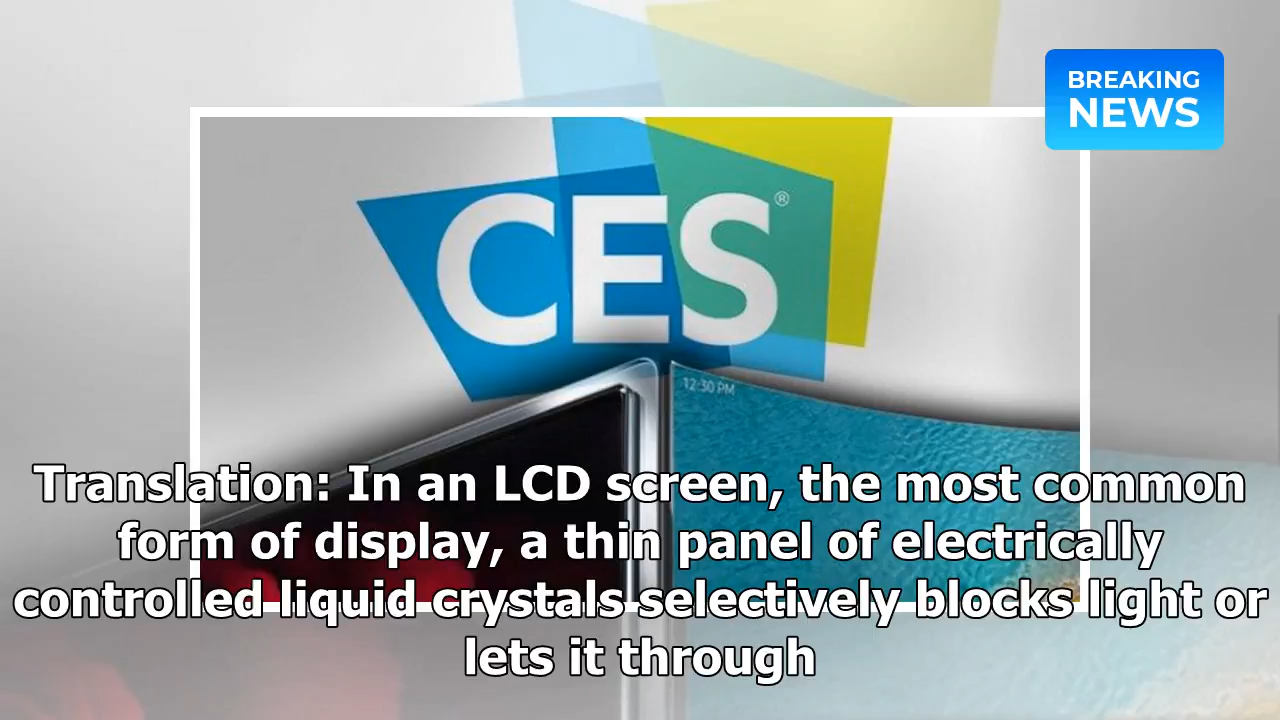 BREAKING
NEWS
CES®
12:30 PM
Translation: In an LCD screen, the most common
form of display, a thin panel of electrically
controlled liquid crystals selectively blocks light or
lets it through